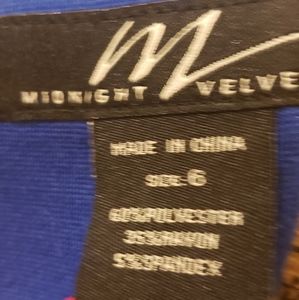 M
MIDNIGHT VELVE
MADE IN CHINA
SIZE: 6
60%POLYESTER
35%RAYON
5%SPANDEX